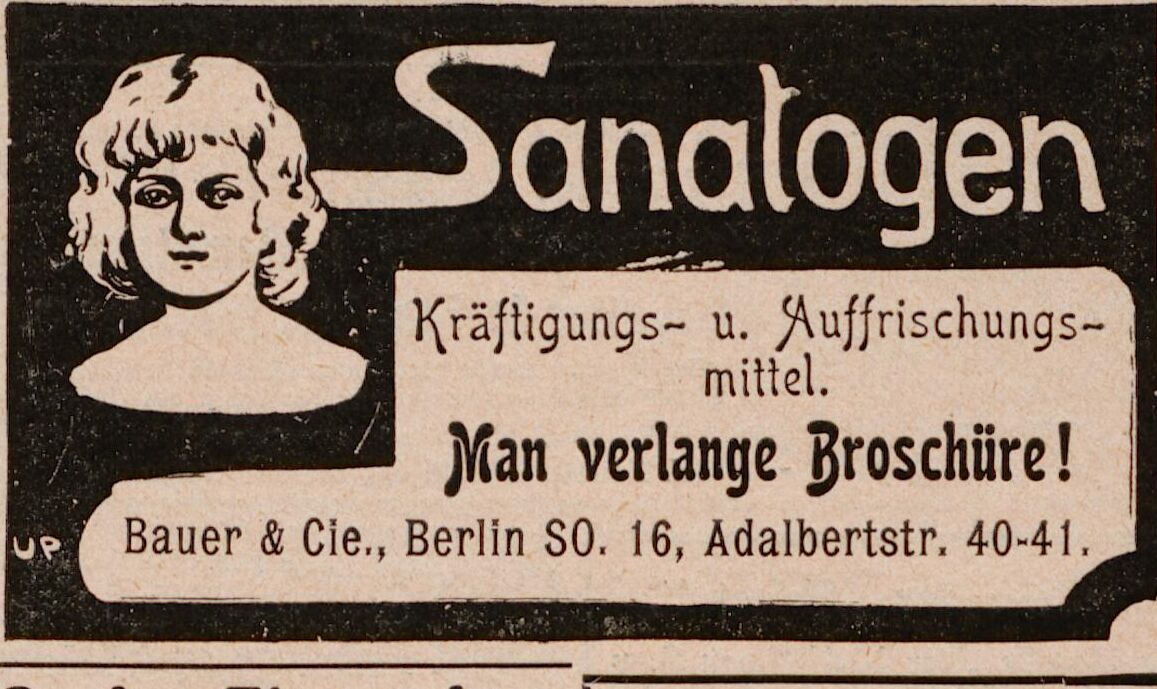 Sanatogen
Kräftigungs- u. Auffrischungs-
mittel.
Man verlange Broschüre!
Bauer & Cie., Berlin SO. 16, Adalbertstr. 40-41.
UP